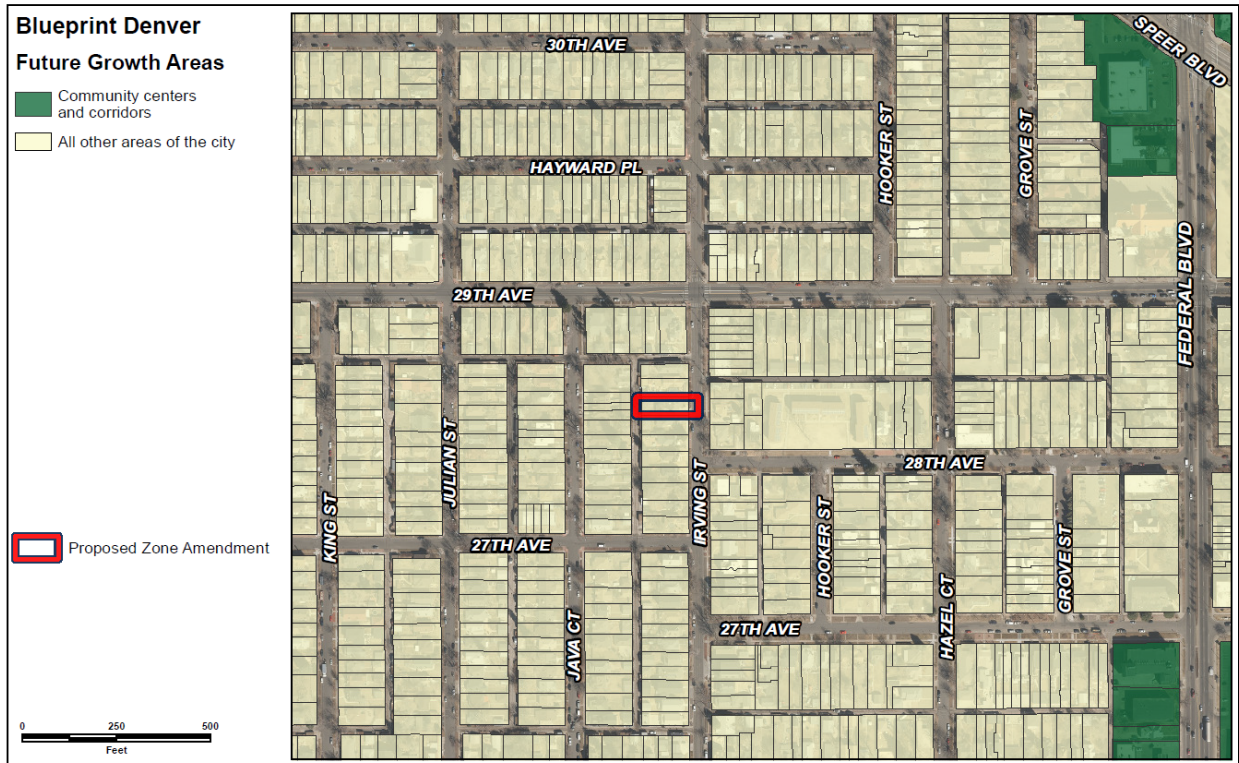 Blueprint Denver
Future Growth Areas
Community centers
and corridors
All other areas of the city
Proposed Zone Amendment
0 250 500
Feet
30TH AVE
SPEER BLVD
HOOKER ST
GROVE ST
HAYWARD PL
FEDERAL BLVD
29TH AVE
KING ST
JULIAN ST
IRVING ST
28TH AVE
27TH AVE
HOOKER ST
GROVE ST
JAVA CT
HAZEL CT
27TH AVE